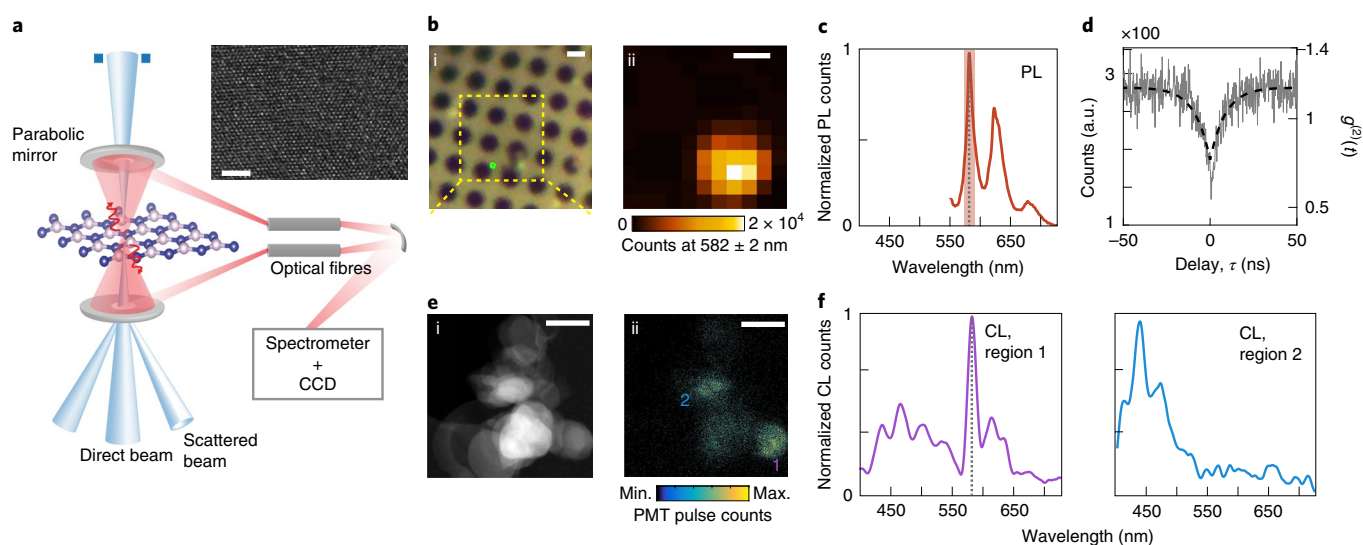 a
Parabolic
mirror
Optical fibres
Spectrometer
+
CCD
Direct beam
Scattered
beam
b
i
ii
0
2 × 10⁴
Counts at 582 ± 2 nm
c
Normalized PL counts
1
0
PL
450
550
650
Wavelength (nm)
d
×100
Counts (a.u.)
3
1
1.4
1
0.5
g⁽²⁾(t)
−50
0
50
Delay, τ (ns)
e
i
ii
2
1
Min.
Max.
PMT pulse counts
f
Normalized CL counts
1
0
CL,
region 1
450
550
650
CL,
region 2
450
550
650
Wavelength (nm)